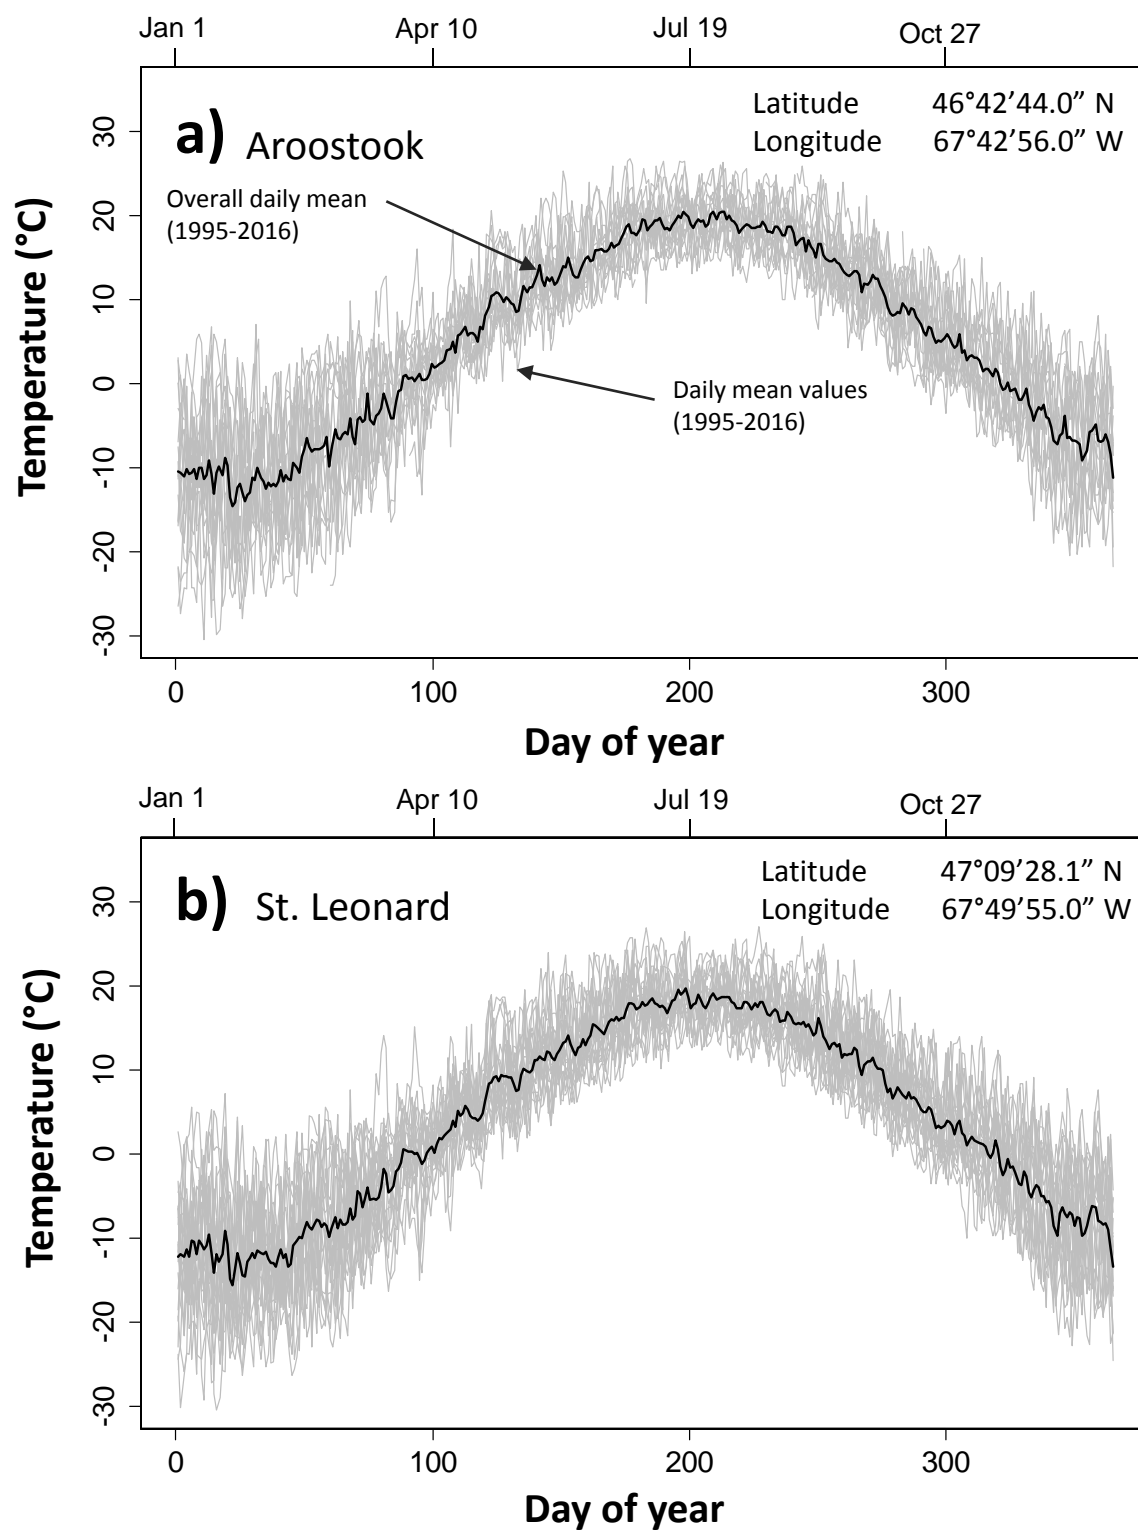 Jan 1 Apr 10 Jul 19 Oct 27
a) Aroostook
Latitude 46°42’44.0” N
Longitude 67°42’56.0” W
Overall daily mean
(1995-2016)
Daily mean values
(1995-2016)
Temperature (°C)
30
20
10
0
-10
-20
-30
0 100 200 300
Day of year
Jan 1 Apr 10 Jul 19 Oct 27
b) St. Leonard
Latitude 47°09’28.1” N
Longitude 67°49’55.0” W
Temperature (°C)
30
20
10
0
-10
-20
-30
0 100 200 300
Day of year